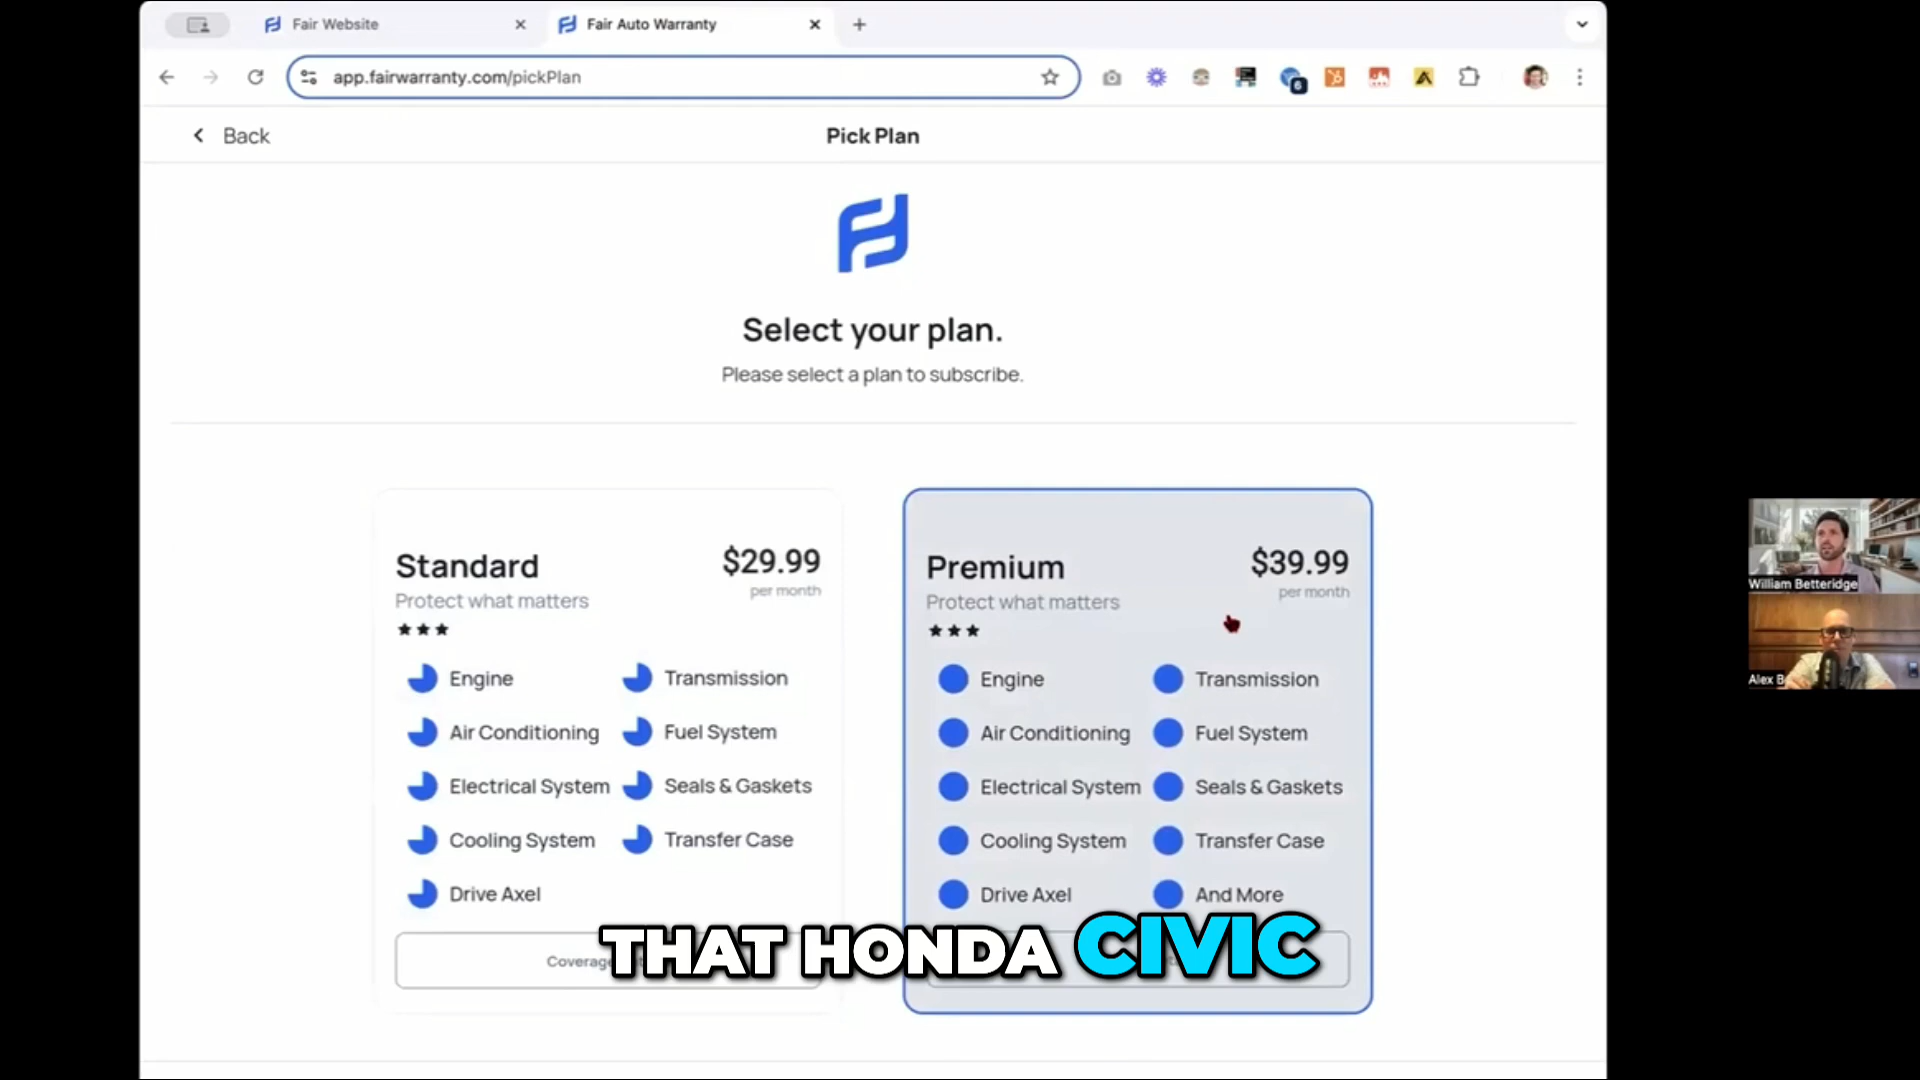 Fair Website
Fair Auto Warranty
app.fairwarranty.com/pickPlan
6
Back
Pick Plan
Select your plan.
Please select a plan to subscribe.
Standard
$29.99
per month
Protect what matters
Engine
Transmission
Air Conditioning
Fuel System
Electrical System
Seals & Gaskets
Cooling System
Transfer Case
Drive Axel
Coverage
Premium
$39.99
per month
Protect what matters
Engine
Transmission
Air Conditioning
Fuel System
Electrical System
Seals & Gaskets
Cooling System
Transfer Case
Drive Axel
And More
THAT HONDA CIVIC
William Betteridge
Alex B